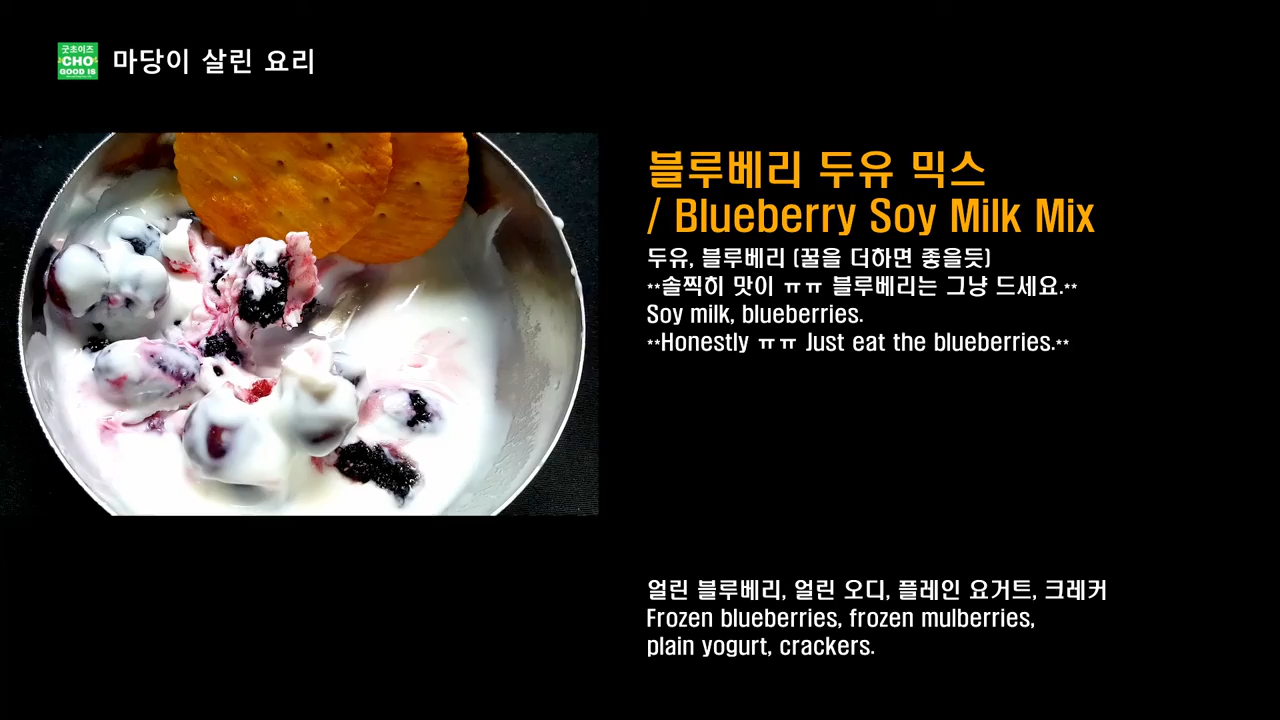 굿초이즈
CHO
GOOD IS
마당이 살린 요리
블루베리 두유 믹스
/ Blueberry Soy Milk Mix
두유, 블루베리 (꿀을 더하면 좋을듯)
**솔찍히 맛이 ㅠㅠ 블루베리는 그냥 드세요.**
Soy milk, blueberries.
**Honestly ㅠㅠ Just eat the blueberries.**
얼린 블루베리, 얼린 오디, 플레인 요거트, 크레커
Frozen blueberries, frozen mulberries,
plain yogurt, crackers.